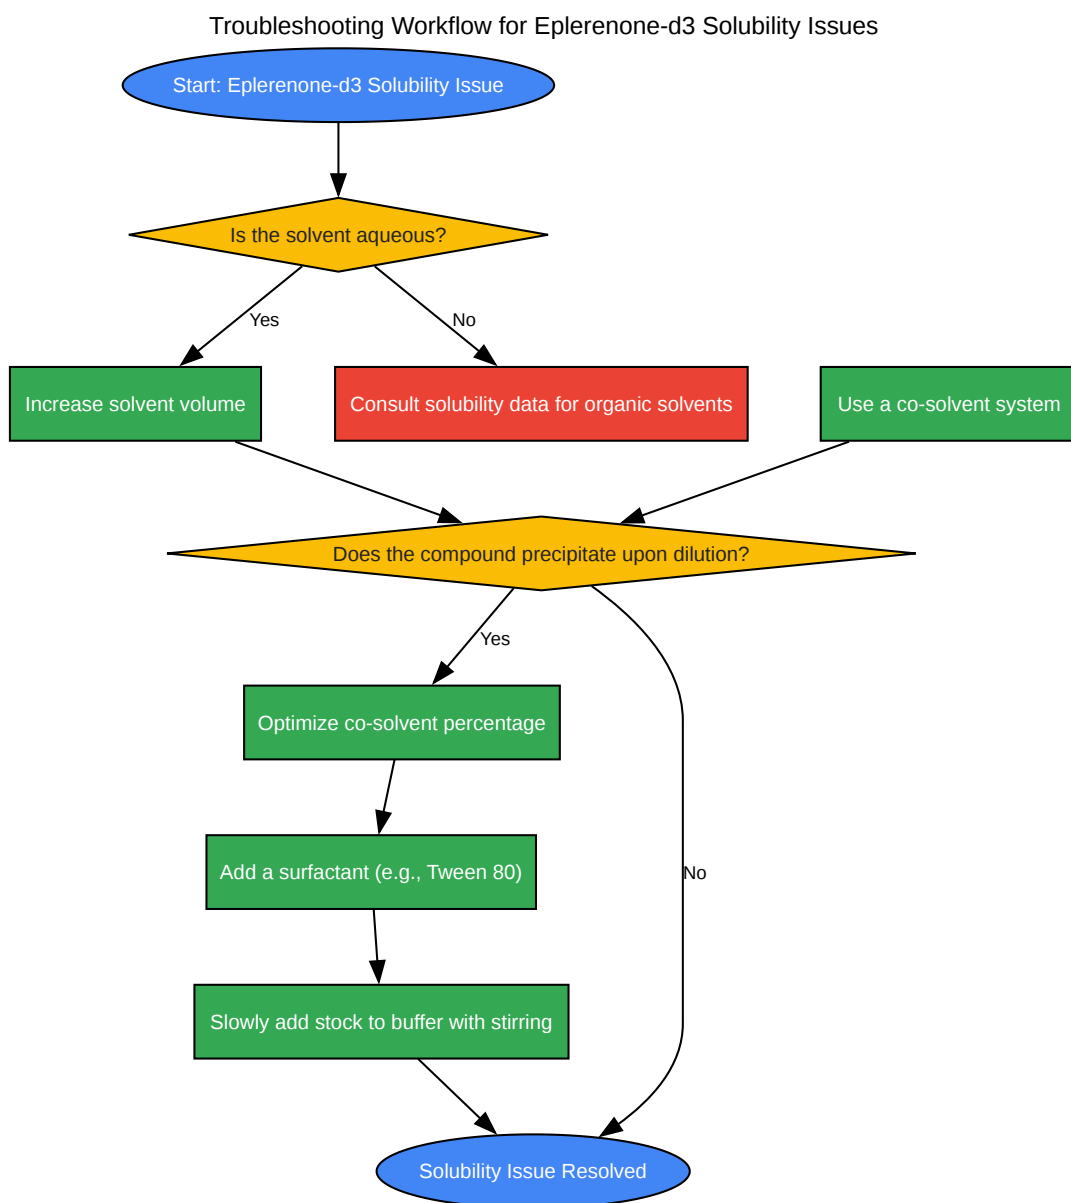 Troubleshooting Workflow for Eplerenone-d3 Solubility Issues
Start: Eplerenone-d3 Solubility Issue
Is the solvent aqueous?
Yes
No
Increase solvent volume
Consult solubility data for organic solvents
Use a co-solvent system
Does the compound precipitate upon dilution?
Yes
Optimize co-solvent percentage
Add a surfactant (e.g., Tween 80)
No
Slowly add stock to buffer with stirring
Solubility Issue Resolved